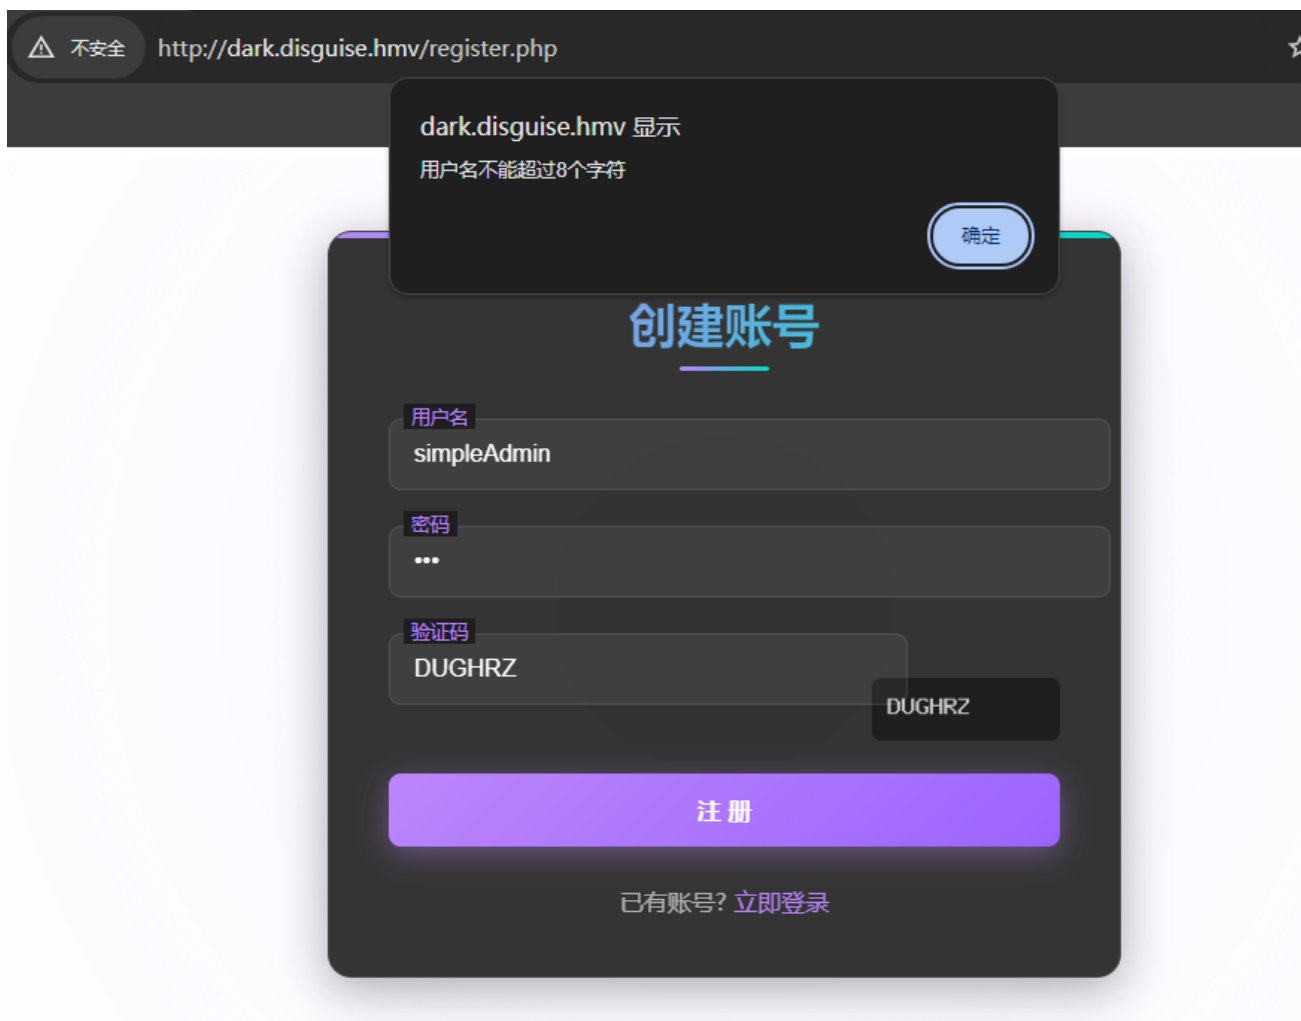 不安全 http://dark.disguise.hmv/register.php
dark.disguise.hmv 显示
用户名不能超过8个字符
确定
创建账号
用户名
simpleAdmin
密码
•••
验证码
DUGHRZ
DUGHRZ
注 册
已有账号? 立即登录